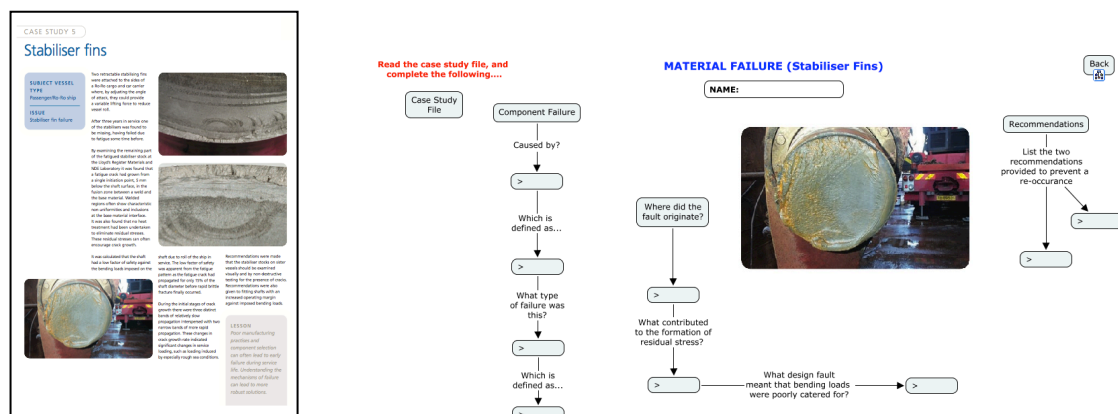 CASE STUDY 5
Stabiliser fins
SUBJECT VESSEL
TYPE
Passenger/Ro-Ro ship
ISSUE
Stabiliser fin failure
Two retractable stabilising fins
were attached to the sides of
a Ro-Ro cargo and car carrier
where, by adjusting the angle
of attack, they could provide
a variable lifting force to reduce
vessel roll.
After three years in service one
of the stabilisers was found to
be missing, having failed due
to fatigue some time before.
By examining the remaining part
of the fatigued stabiliser stock at
the Lloyd's Register Materials and
NDE Laboratory it was found that
a fatigue crack had grown from
a single initiation point, 5 mm
below the shaft surface, in the
fusion zone between a weld and
the base material. Welded
regions often show characteristic
non uniformities and inclusions
at the base material interface.
It was also found that no heat
treatment had been undertaken
to eliminate residual stresses.
These residual stresses can often
encourage crack growth.
It was calculated that the shaft
had a low factor of safety against
the bending loads imposed on the
shaft due to roll of the ship in
service. The low factor of safety
was apparent from the fatigue
pattern as the fatigue crack had
propagated for only 15% of the
shaft diameter before rapid brittle
fracture finally occurred.
During the initial stages of crack
growth there were three distinct
bands of relatively slow
propagation interspersed with two
narrow bands of more rapid
propagation. These changes in
crack growth rate indicated
significant changes in service
loading, such as loading induced
by especially rough sea conditions.
Recommendations were made
that the stabiliser stocks on sister
vessels should be examined
visually and by non destructive
testing for the presence of cracks.
Recommendations were also
given to fitting shafts with an
increased operating margin
against imposed bending loads.
LESSON
Poor manufacturing
practices and
component selection
can often lead to early
failure during service
life. Understanding the
mechanisms of failure
can lead to more
robust solutions.
Read the case study file, and
complete the following....
Case Study
File
Component Failure
Caused by?
>
Which is
defined as...
>
What type
of failure was
this?
>
Which is
defined as...
>
MATERIAL FAILURE (Stabiliser Fins)
NAME:
Where did the
fault originate?
>
What contributed
to the formation of
residual stress?
>
What design fault
meant that bending loads
were poorly catered for?
>
Back
Recommendations
List the two
recommendations
provided to prevent a
re-occurance
>
>